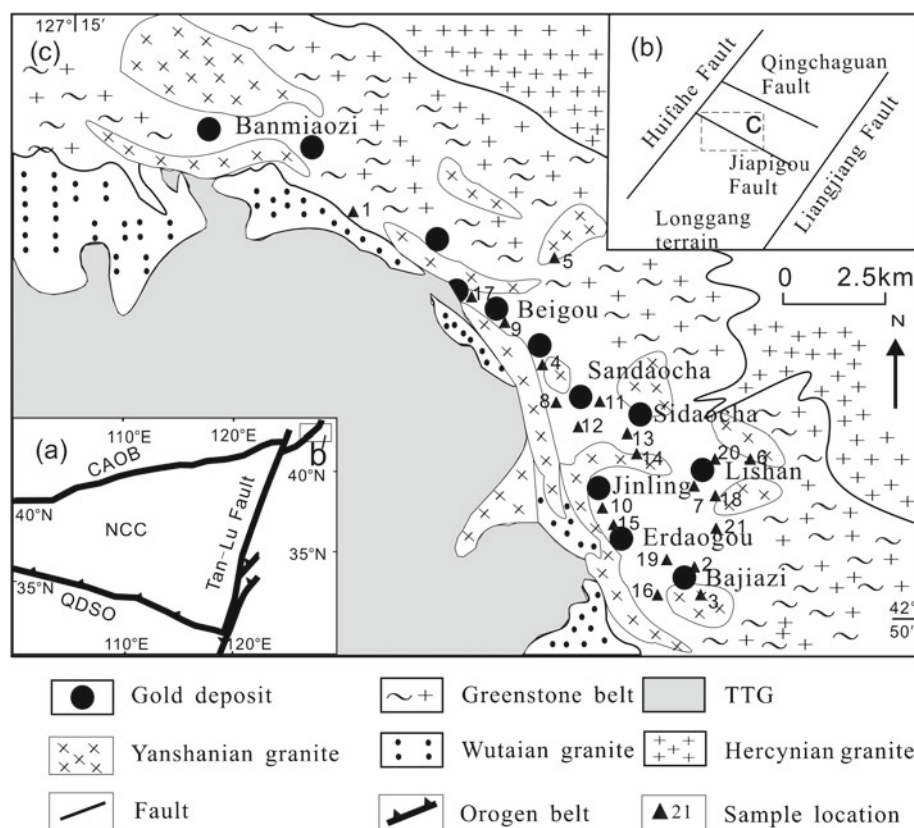 127° 15′
(c)
Banmiaozi
1
5
17
Beigou
9
4
Sandaocha
8
11
Sidaocha
12
13
14
20
6
Lishan
Jinling
7
18
10
15
21
Erdaogou
19
2
Bajiazi
16
3
42°
50′
(b)
Huifahe Fault
Qingchaguan
Fault
C
Jiapigou
Fault
Liangjiang Fault
Longgang
terrain
0 2.5km
N
(a)
110°E
120°E
b
CAOB
40°N
40°N
NCC
Tan-Lu Fault
35°N
35°N
QDSO
110°E
120°E
Gold deposit
Greenstone belt
TTG
Yanshanian granite
Wutaian granite
Hercynian granite
Fault
Orogen belt
21
Sample location